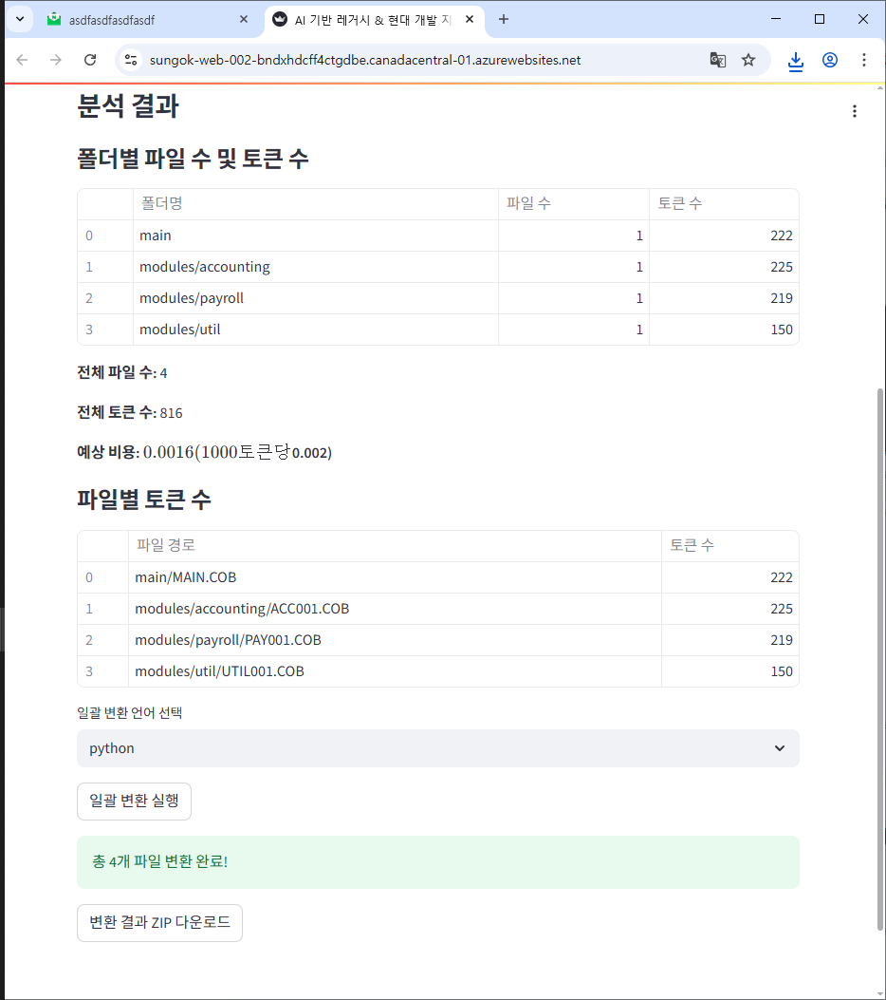 asdfasdfasdfasdf
AI 기반 레거시 & 현대 개발
sungok-web-002-bndxhdcff4ctgdbe.canadacentral-01.azurewebsites.net
분석 결과
폴더별 파일 수 및 토큰 수
폴더명 파일 수 토큰 수
0 main 1 222
1 modules/accounting 1 225
2 modules/payroll 1 219
3 modules/util 1 150
전체 파일 수: 4
전체 토큰 수: 816
예상 비용: 0.0016(1000토큰당0.002)
파일별 토큰 수
파일 경로 토큰 수
0 main/MAIN.COB 222
1 modules/accounting/ACC001.COB 225
2 modules/payroll/PAY001.COB 219
3 modules/util/UTIL001.COB 150
일괄 변환 언어 선택
python
일괄 변환 실행
총 4개 파일 변환 완료!
변환 결과 ZIP 다운로드